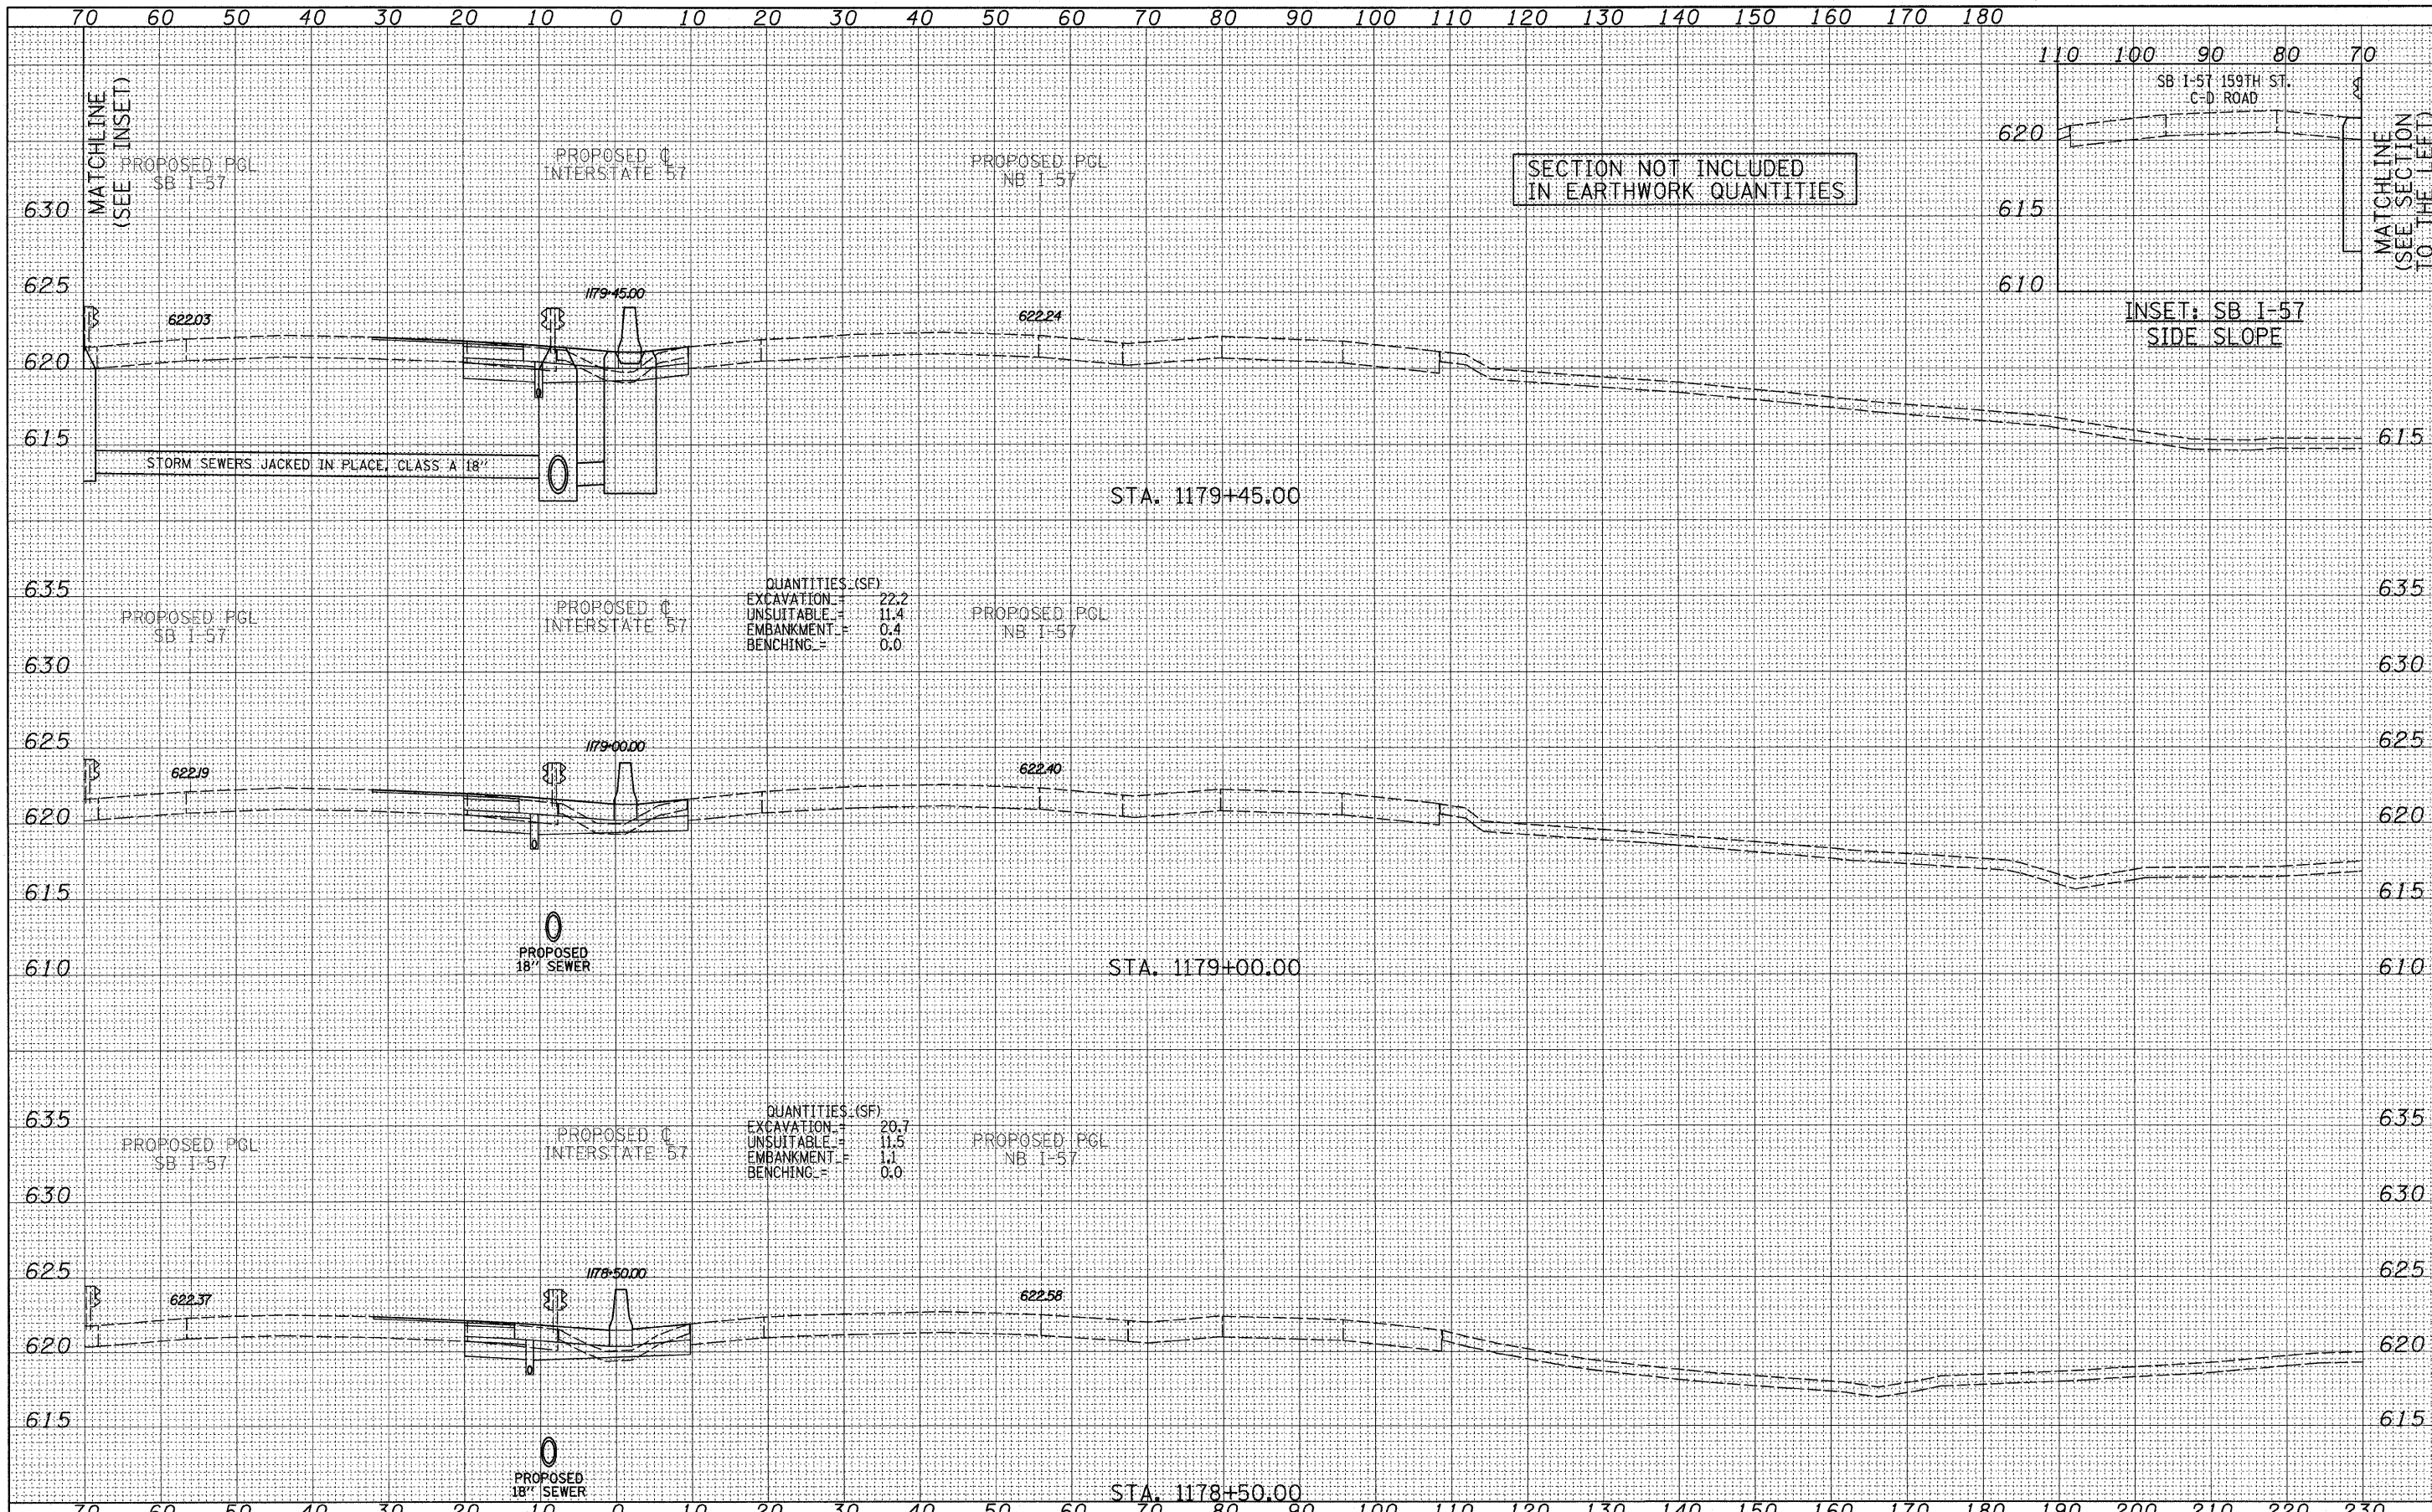 70 60 50 40 30 20 10 0 10 20 30 40 50 60 70 80 90 100 110 120 130 140 150 160 170 180
110 100 90 80 70
MATCHLINE
(SEE INSET)
PROPOSED PGL
SB I-57
PROPOSED ℄
INTERSTATE 57
PROPOSED PGL
NB I-57
SECTION NOT INCLUDED
IN EARTHWORK QUANTITIES
SB I-57 159TH ST.
C-D ROAD
620
615
610
MATCHLINE
(SEE SECTION
TO THE LEFT)
INSET: SB I-57
SIDE SLOPE
630
625
620
615
615
1179+45.00
622.03
622.24
STORM SEWERS JACKED IN PLACE, CLASS A 18"
STA. 1179+45.00
635
630
625
620
615
610
635
630
625
620
615
610
PROPOSED PGL
SB I-57
PROPOSED ℄
INTERSTATE 57
QUANTITIES (SF)
EXCAVATION = 22.2
UNSUITABLE = 11.4
EMBANKMENT = 0.4
BENCHING = 0.0
PROPOSED PGL
NB I-57
1179+00.00
622.19
622.40
PROPOSED
18" SEWER
STA. 1179+00.00
635
630
625
620
615
635
630
625
620
615
PROPOSED PGL
SB I-57
PROPOSED ℄
INTERSTATE 57
QUANTITIES (SF)
EXCAVATION = 20.7
UNSUITABLE = 11.5
EMBANKMENT = 1.1
BENCHING = 0.0
PROPOSED PGL
NB I-57
1178+50.00
622.37
622.58
PROPOSED
18" SEWER
STA. 1178+50.00
70 60 50 40 30 20 10 0 10 20 30 40 50 60 70 80 90 100 110 120 130 140 150 160 170 180 190 200 210 220 230